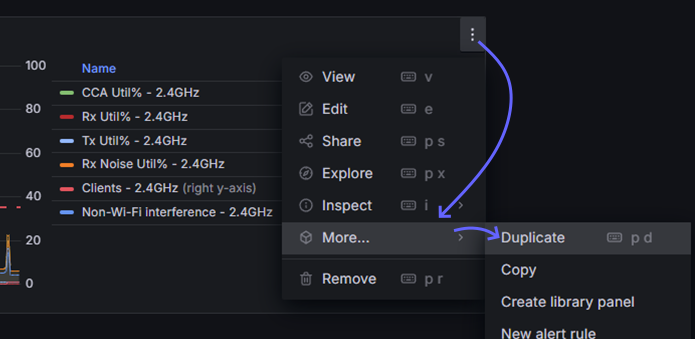 100
80
60
40
20
0
Name
CCA Util% - 2.4GHz
Rx Util% - 2.4GHz
Tx Util% - 2.4GHz
Rx Noise Util% - 2.4GHz
Clients - 2.4GHz (right y-axis)
Non-Wi-Fi interference - 2.4GHz
View v
Edit e
Share p s
Explore p x
Inspect i
More...
Remove p r
Duplicate p d
Copy
Create library panel
New alert rule